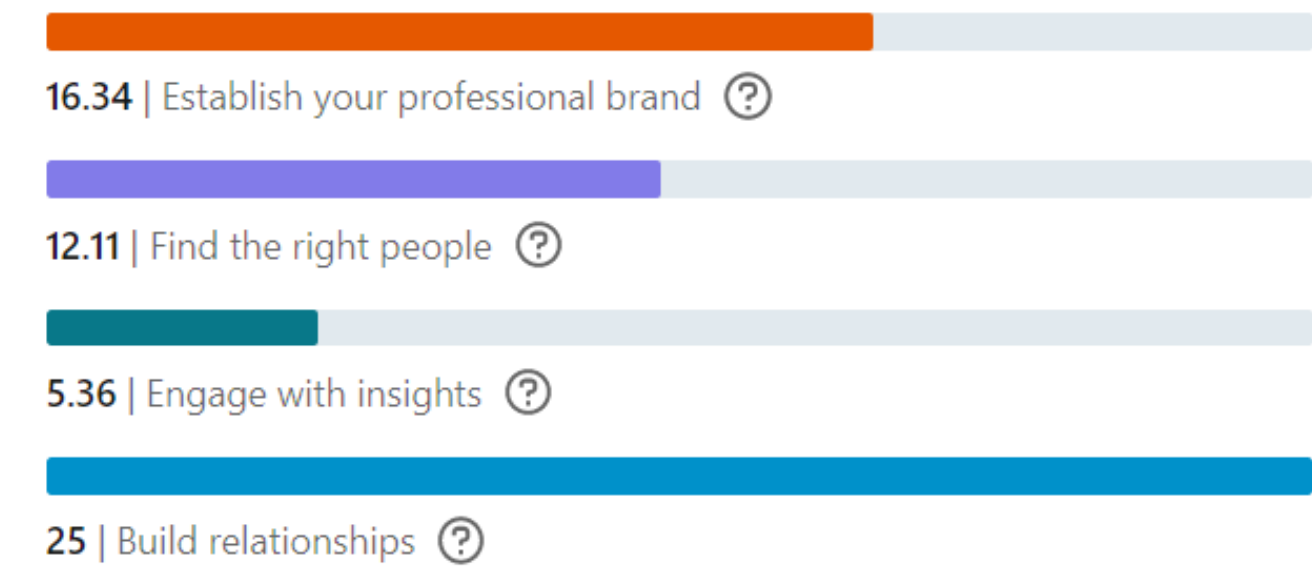 16.34 | Establish your professional brand ?
12.11 | Find the right people ?
5.36 | Engage with insights ?
25 | Build relationships ?